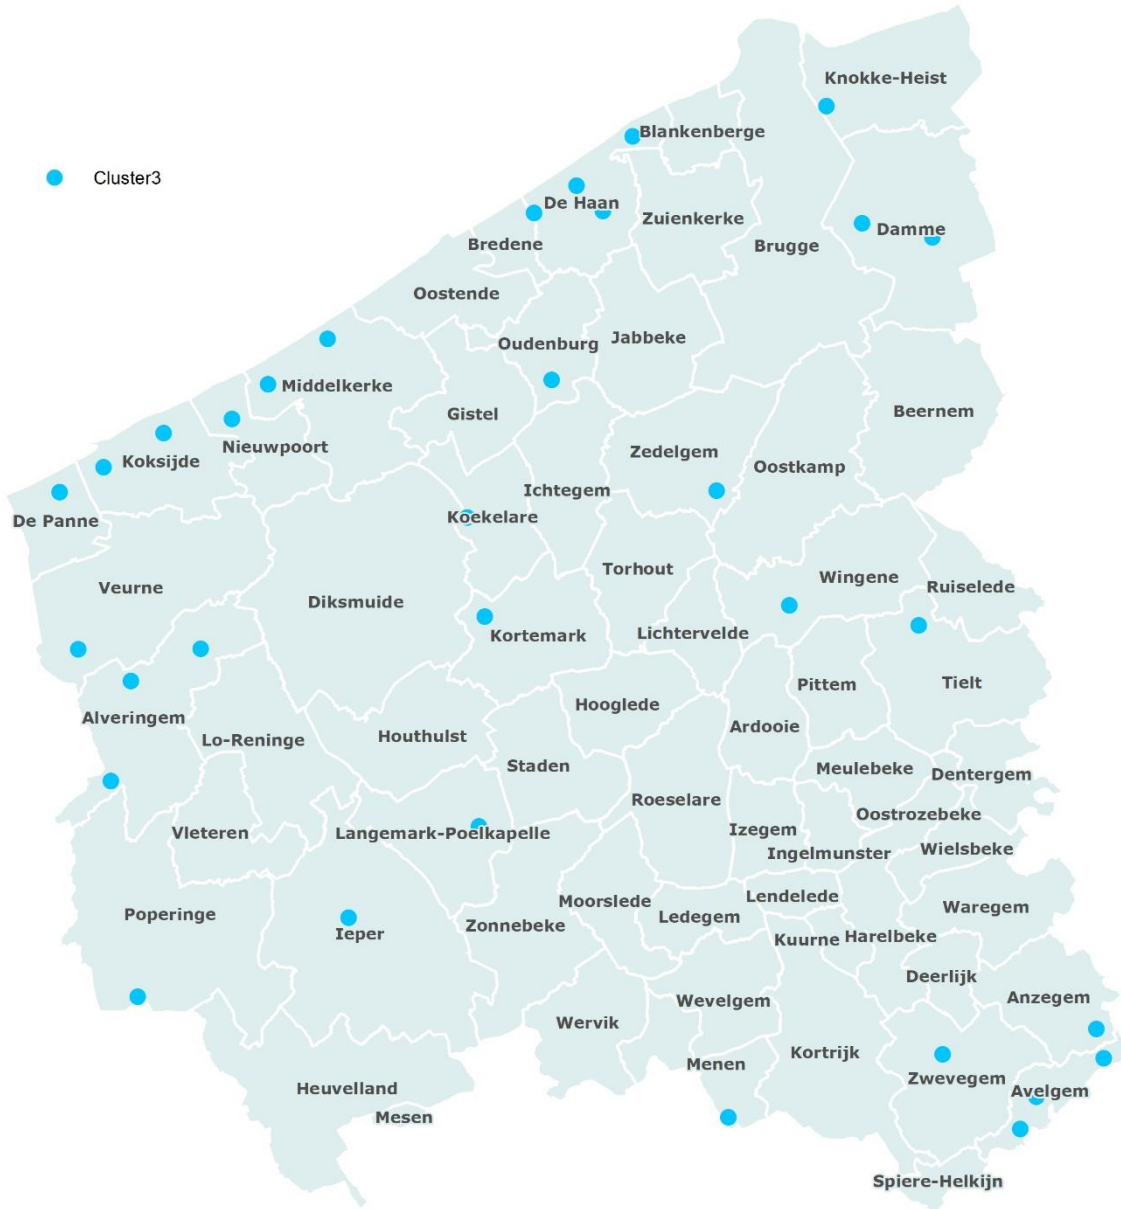 Knokke-Heist
Blankenberge
Cluster3
De Haan
Zuienkerke
Damme
Bredene
Brugge
Oostende
Oudenburg
Jabbeke
Middelkerke
Gistel
Beernem
Nieuwpoort
Koksijde
Zedelgem
Oostkamp
Ichtegem
De Panne
Koekelare
Torhout
Wingene
Veurne
Ruiselede
Diksmuide
Kortemark
Lichtervelde
Tielt
Pittem
Hooglede
Alveringem
Ardooie
Houthulst
Lo-Reninge
Staden
Meulebeke
Dentergem
Roeselare
Oostrozebeke
Izegem
Vleteren
Langemark-Poelkapelle
Wielsbeke
Ingelmunster
Lendelede
Moorslede
Waregem
Poperinge
Ledegem
Zonnebeke
Ieper
Harelbeke
Kuurne
Deerlijk
Anzegem
Wevelgem
Wervik
Kortrijk
Menen
Zwevegem
Heuvelland
Avelgem
Mesen
Spiere-Helkijn